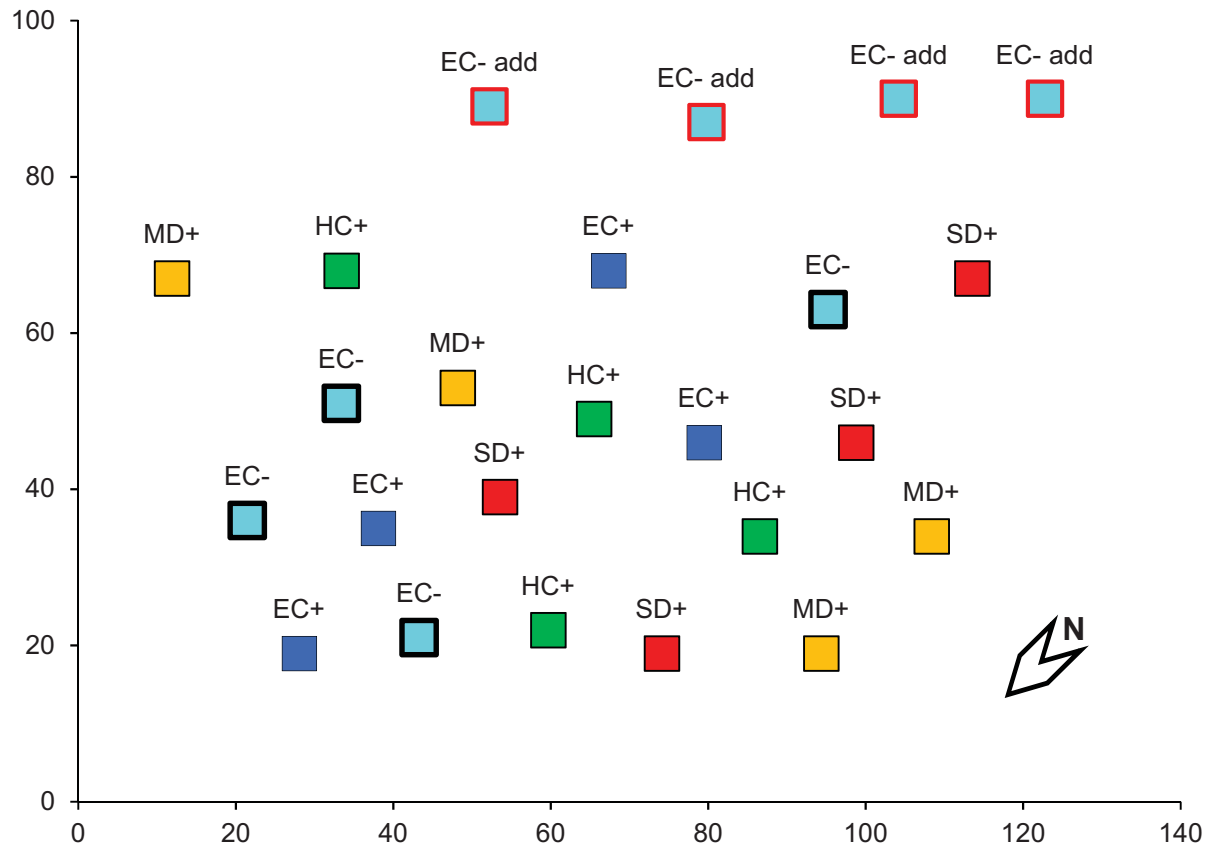 100
EC- add
EC- add
EC- add
EC- add
80
MD+
HC+
EC+
EC-
SD+
60
EC-
MD+
HC+
EC+
SD+
40
EC-
EC+
SD+
HC+
MD+
EC+
EC-
HC+
SD+
MD+
N
20
0
0 20 40 60 80 100 120 140